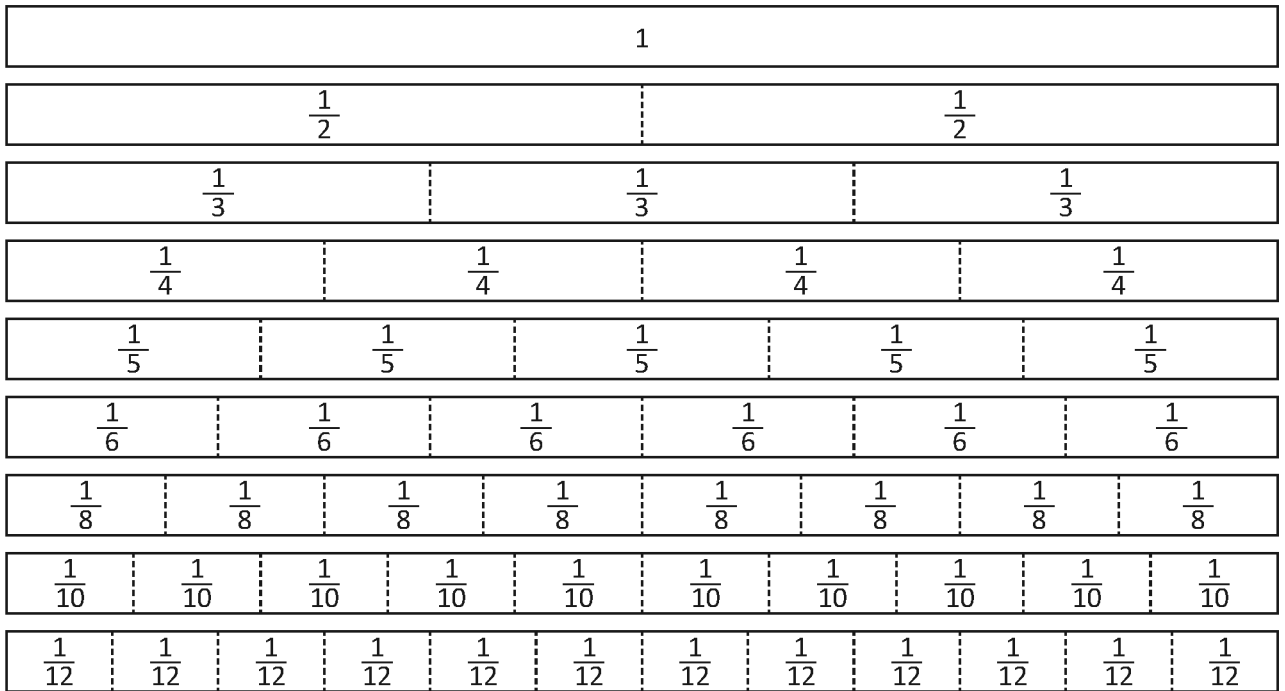 1
1/2 1/2
1/3 1/3 1/3
1/4 1/4 1/4 1/4
1/5 1/5 1/5 1/5 1/5
1/6 1/6 1/6 1/6 1/6 1/6
1/8 1/8 1/8 1/8 1/8 1/8 1/8 1/8
1/10 1/10 1/10 1/10 1/10 1/10 1/10 1/10 1/10 1/10
1/12 1/12 1/12 1/12 1/12 1/12 1/12 1/12 1/12 1/12 1/12 1/12